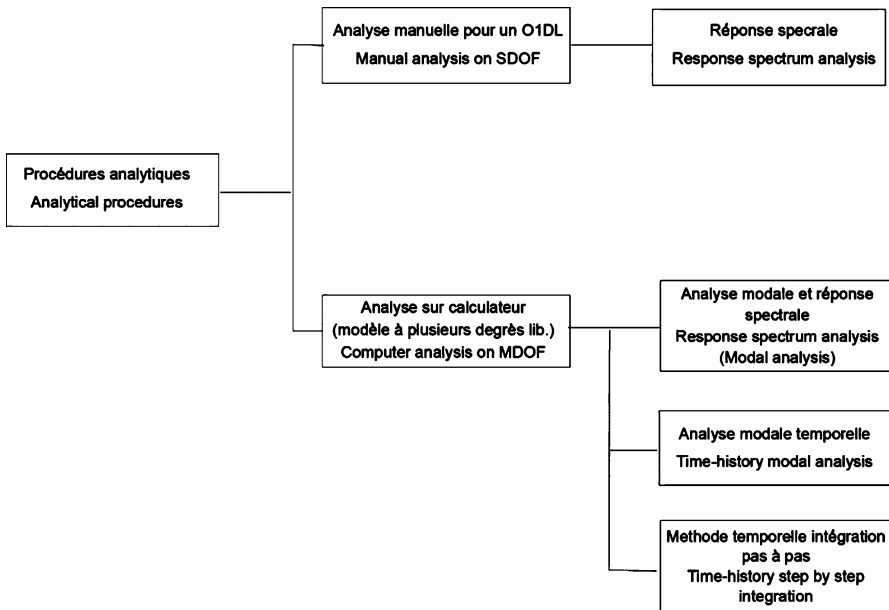 Analyse manuelle pour un O1DL
Manual analysis on SDOF
Réponse specrale
Response spectrum analysis
Procédures analytiques
Analytical procedures
Analyse sur calculateur
(modèle à plusieurs degrès lib.)
Computer analysis on MDOF
Analyse modale et réponse
spectrale
Response spectrum analysis
(Modal analysis)
Analyse modale temporelle
Time-history modal analysis
Methode temporelle intégration
pas à pas
Time-history step by step
integration